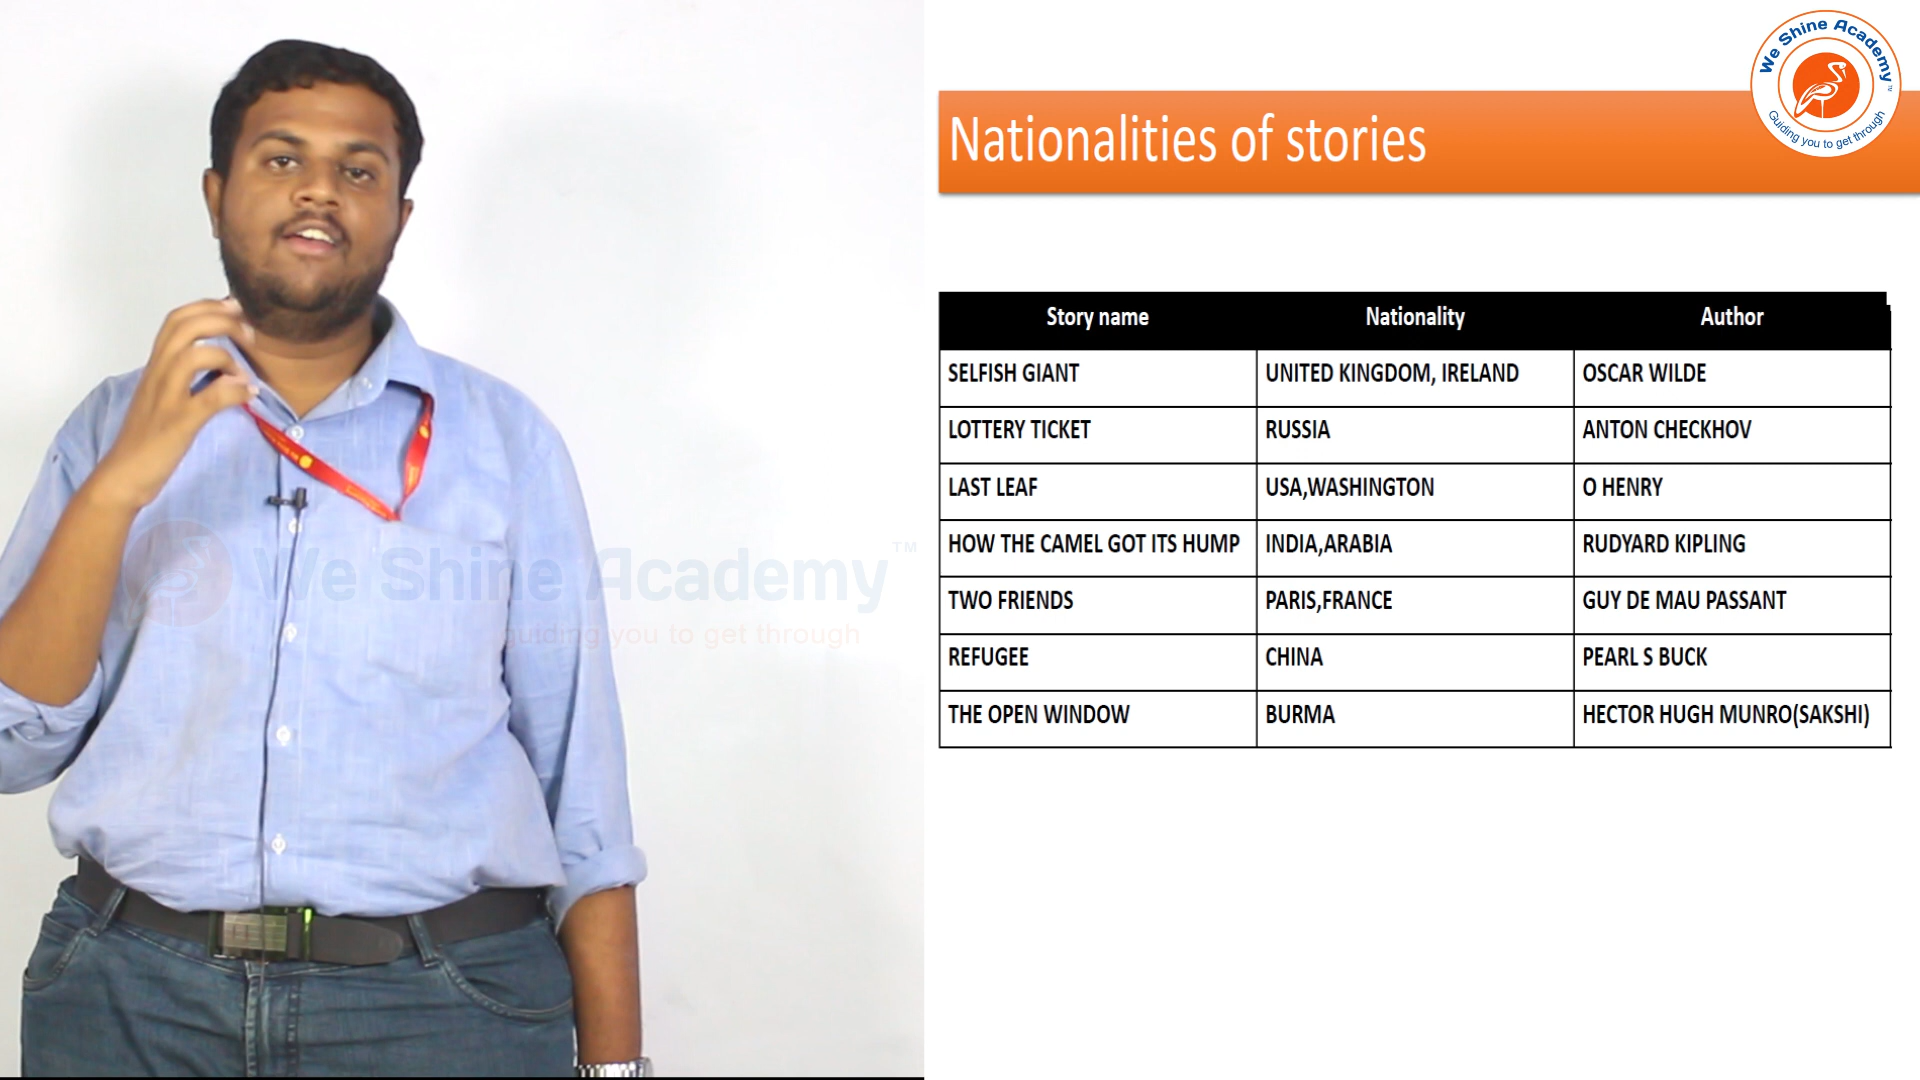 We Shine Academy
TM
Guiding you to get through
Nationalities of stories
Story name Nationality Author
SELFISH GIANT UNITED KINGDOM, IRELAND OSCAR WILDE
LOTTERY TICKET RUSSIA ANTON CHECKHOV
LAST LEAF USA,WASHINGTON O HENRY
HOW THE CAMEL GOT ITS HUMP INDIA,ARABIA RUDYARD KIPLING
TWO FRIENDS PARIS,FRANCE GUY DE MAU PASSANT
REFUGEE CHINA PEARL S BUCK
THE OPEN WINDOW BURMA HECTOR HUGH MUNRO(SAKSHI)
We Shine Academy TM
guiding you to get through